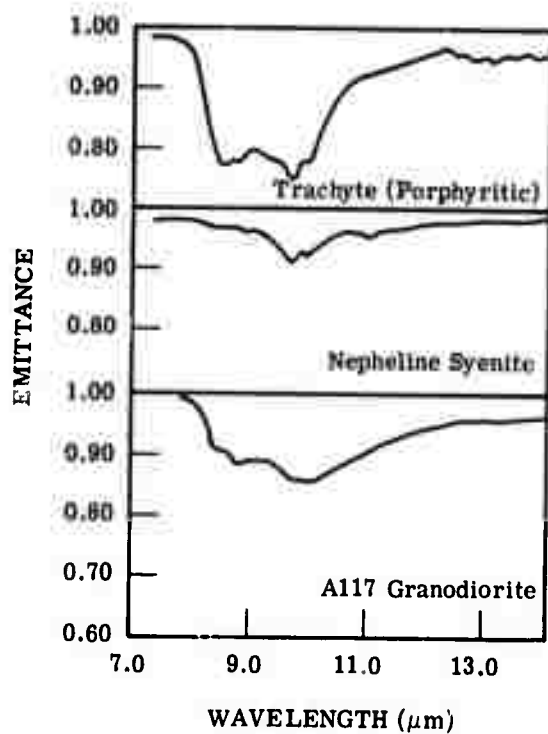 1.00
0.90
0.80
Trachyte (Porphyritic)
1.00
0.90
0.80
Nepheline Syenite
1.00
0.90
0.80
0.70
A117 Granodiorite
0.60
7.0 9.0 11.0 13.0
EMITTANCE
WAVELENGTH (μm)